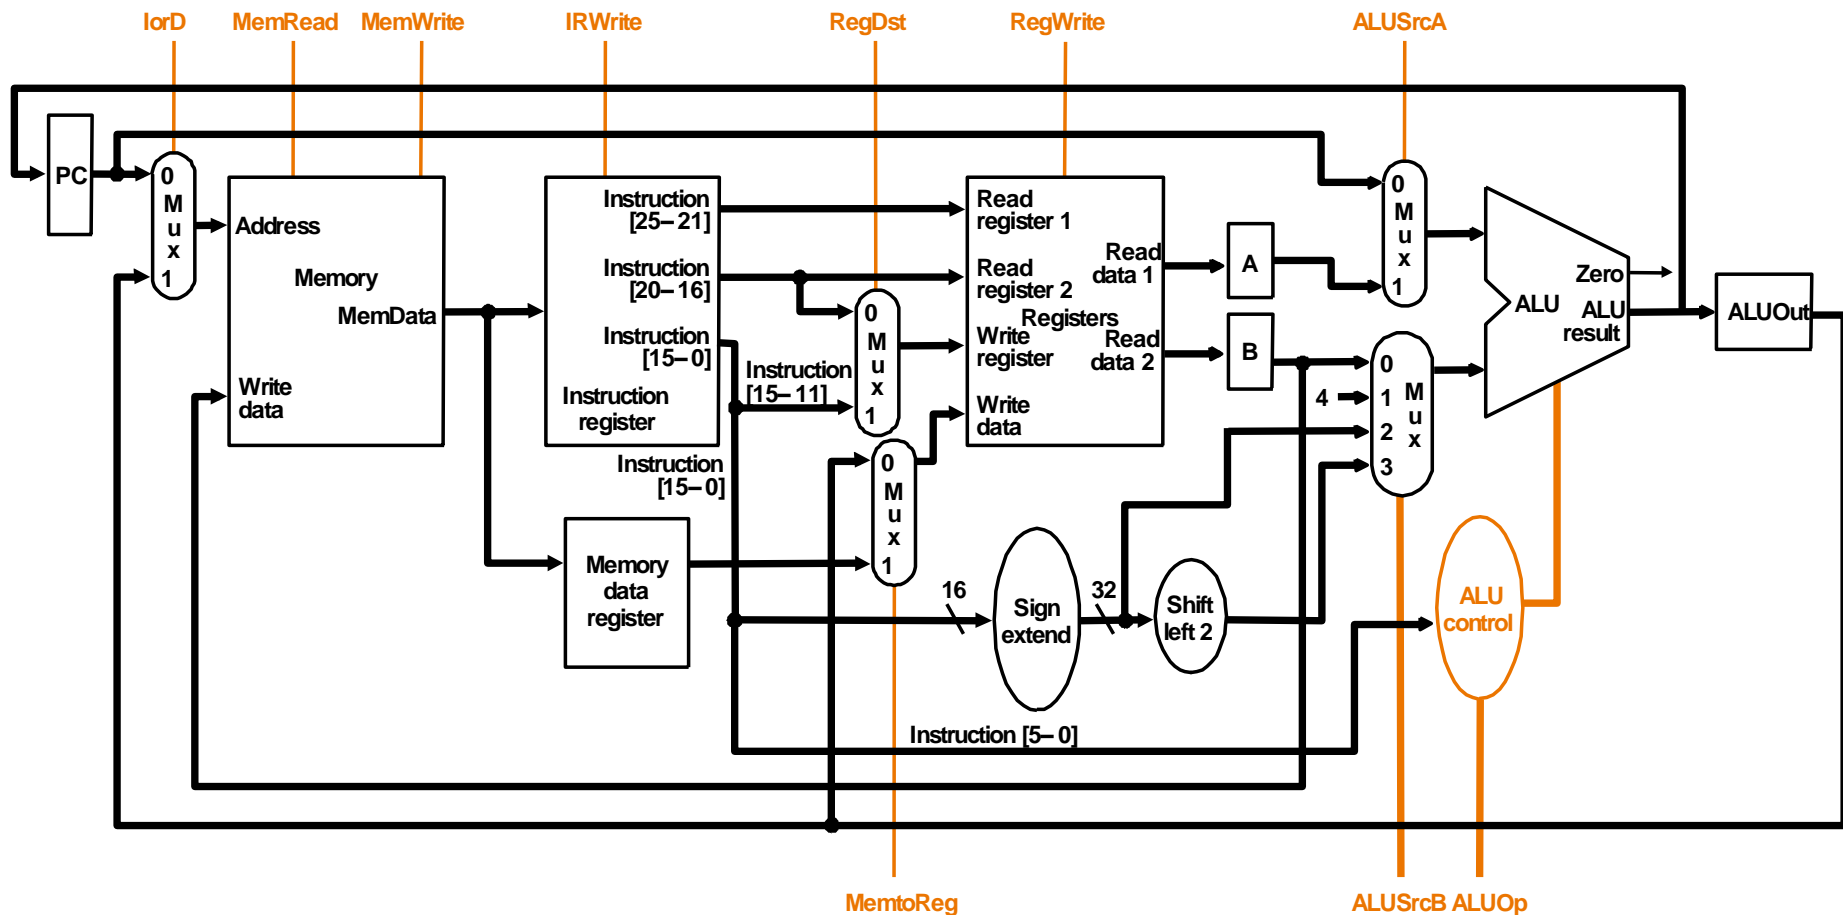 IorD
MemRead
MemWrite
IRWrite
RegDst
RegWrite
ALUSrcA
PC
0
M
u
x
1
Address
Memory
MemData
Write
data
Instruction
[25–21]
Instruction
[20–16]
Instruction
[15–0]
Instruction
register
Instruction
[15–11]
Instruction
[15–0]
0
M
u
x
1
0
M
u
x
1
Memory
data
register
Read
register 1
Read
register 2
Registers
Write
register
Write
data
Read
data 1
Read
data 2
A
B
4
0
M
u
x
1
0
1
2
3
M
u
x
Zero
ALU
ALU
result
ALUOut
16
Sign
extend
32
Shift
left 2
ALU
control
Instruction [5–0]
MemtoReg
ALUSrcB
ALUOp